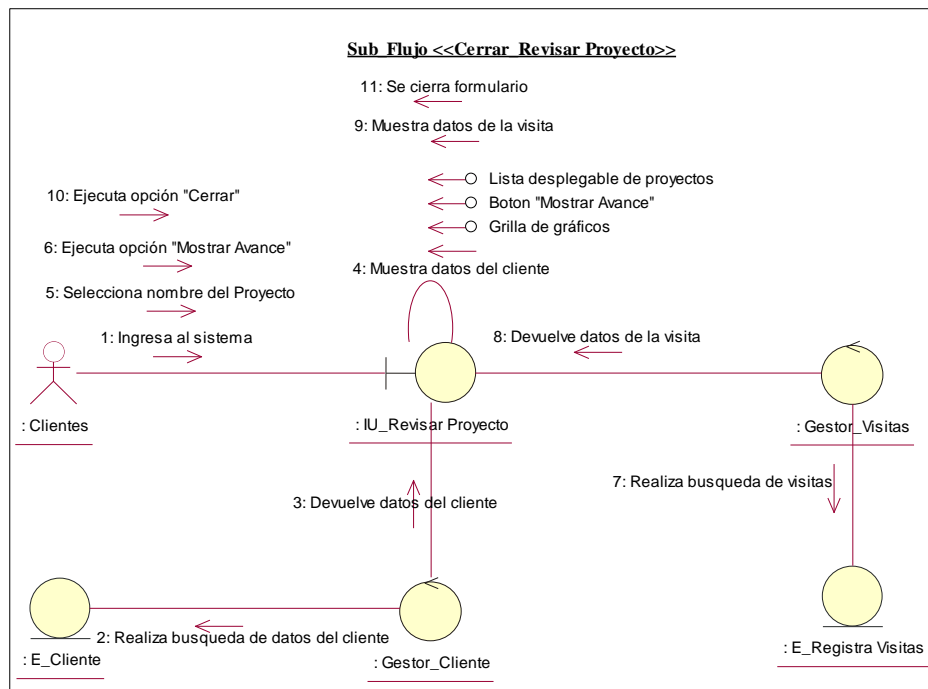 Sub_Flujo <<Cerrar_Revisar Proyecto>>
11: Se cierra formulario
9: Muestra datos de la visita
Lista desplegable de proyectos
10: Ejecuta opción "Cerrar"
Boton "Mostrar Avance"
Grilla de gráficos
6: Ejecuta opción "Mostrar Avance"
4: Muestra datos del cliente
5: Selecciona nombre del Proyecto
1: Ingresa al sistema
8: Devuelve datos de la visita
: Clientes
: IU_Revisar Proyecto
: Gestor_Visitas
7: Realiza busqueda de visitas
3: Devuelve datos del cliente
2: Realiza busqueda de datos del cliente
: E_Cliente
: Gestor_Cliente
: E_Registra Visitas